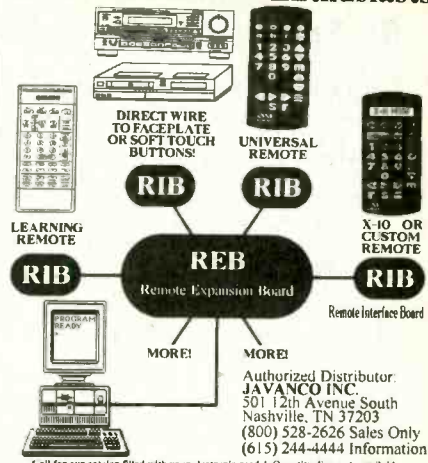 DIRECT WIRE
TO FACEPLATE
OR SOFT TOUCH
BUTTONS!
UNIVERSAL
REMOTE
LEARNING
REMOTE
X-10 OR
CUSTOM
REMOTE
RIB
RIB
RIB
RIB
REB
Remote Expansion Board
Remote Interface Board
PROGRAM
READY
MORE!
MORE!
Authorized Distributor:
JAVANCO INC.
501 12th Avenue South
Nashville, TN 37203
(800) 528-2626 Sales Only
(615) 244-4444 Information